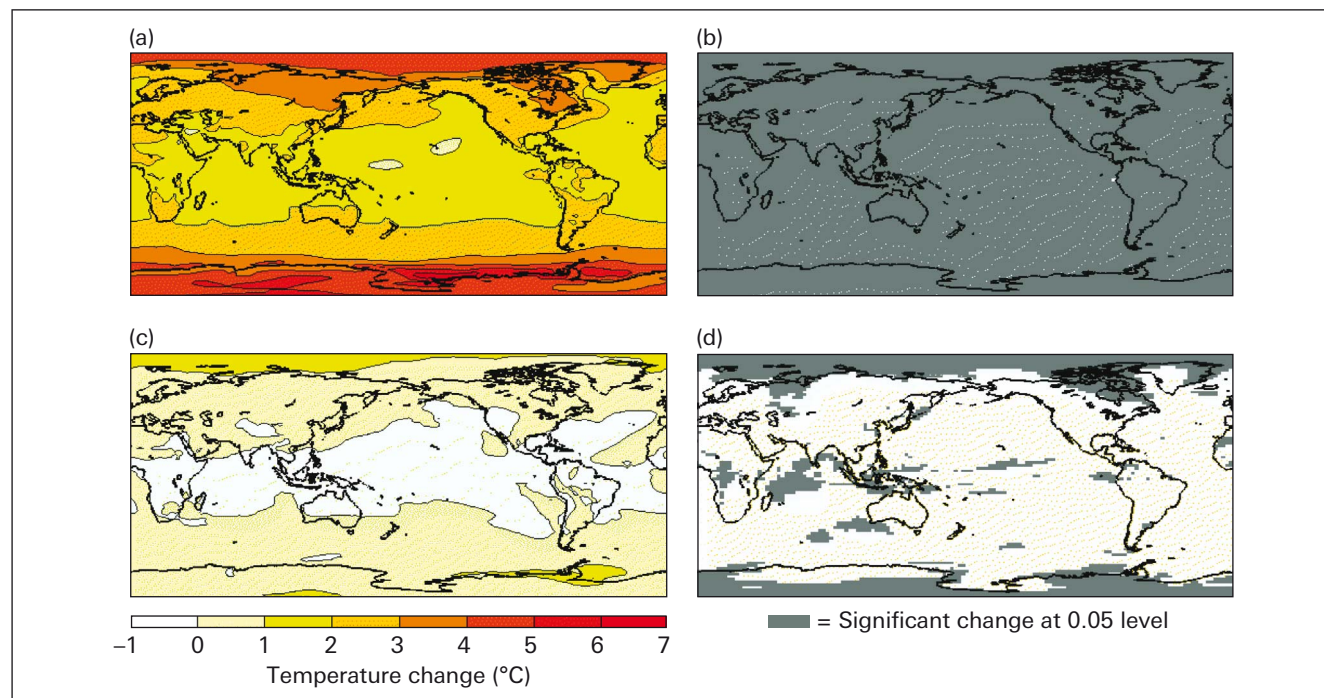 (a)
(b)
(c)
(d)
–1 0 1 2 3 4 5 6 7
Temperature change (°C)
= Significant change at 0.05 level